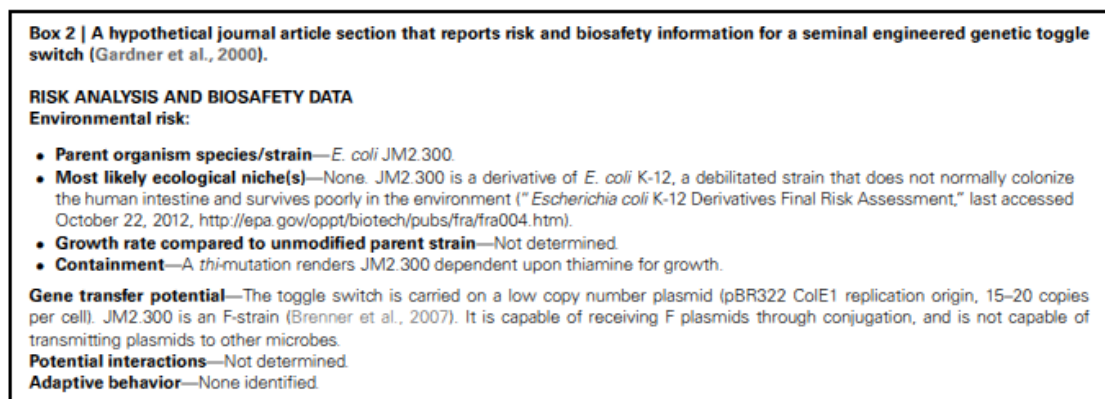 Box 2 | A hypothetical journal article section that reports risk and biosafety information for a seminal engineered genetic toggle
switch (Gardner et al., 2000).
RISK ANALYSIS AND BIOSAFETY DATA
Environmental risk:
• Parent organism species/strain—E. coli JM2.300.
• Most likely ecological niche(s)—None. JM2.300 is a derivative of E. coli K-12, a debilitated strain that does not normally colonize
the human intestine and survives poorly in the environment ("Escherichia coli K-12 Derivatives Final Risk Assessment," last accessed
October 22, 2012, http://epa.gov/oppt/biotech/pubs/fra/fra004.htm).
• Growth rate compared to unmodified parent strain—Not determined.
• Containment—A thi-mutation renders JM2.300 dependent upon thiamine for growth.
Gene transfer potential—The toggle switch is carried on a low copy number plasmid (pBR322 ColE1 replication origin, 15–20 copies
per cell). JM2.300 is an F-strain (Brenner et al., 2007). It is capable of receiving F plasmids through conjugation, and is not capable of
transmitting plasmids to other microbes.
Potential interactions—Not determined.
Adaptive behavior—None identified.